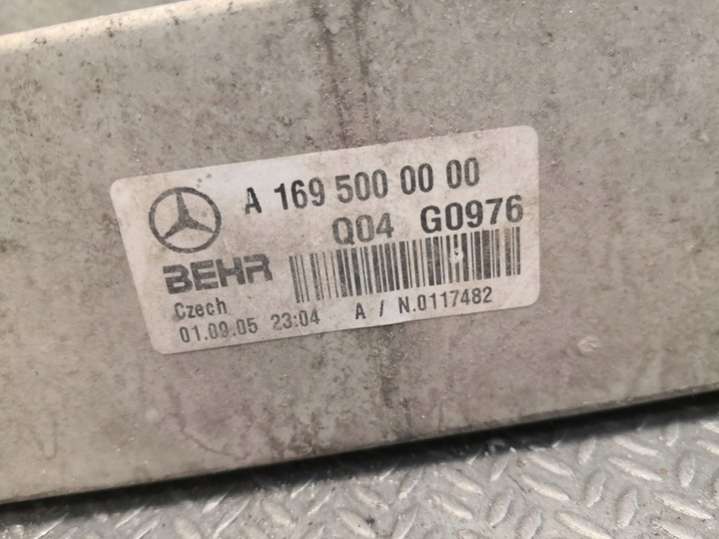 A 169 500 00 00
Q04 G0976
BEHR
Czech
01.09.05 23:04 A / N.0117482